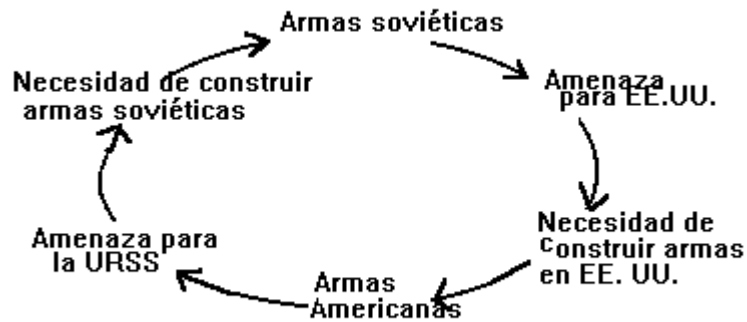 Armas soviéticas
Amenaza
para EE.UU.
Necesidad de
construir armas
en EE. UU.
Armas
Americanas
Amenaza para
la URSS
Necesidad de construir
armas soviéticas